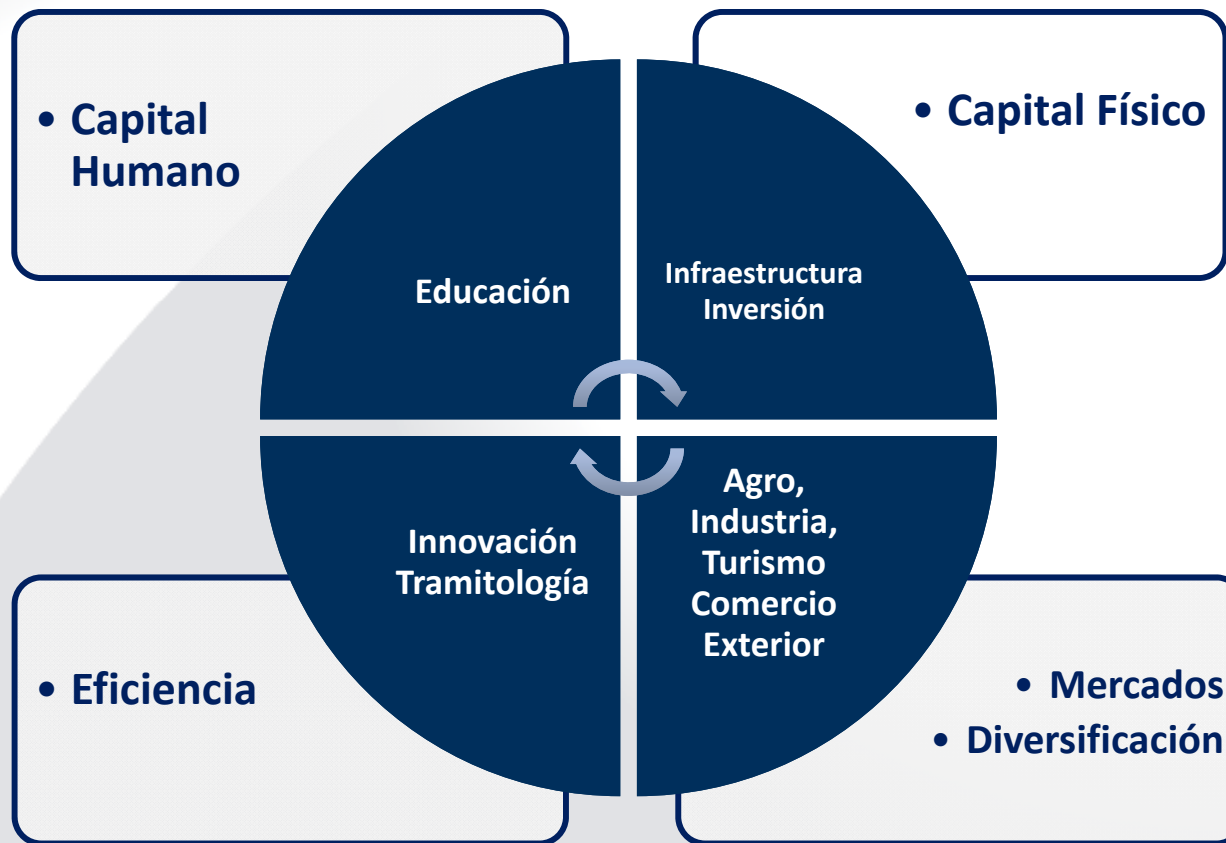 • Capital
Humano
• Capital Físico
Educación
Infraestructura
Inversión
Innovación
Tramitología
Agro,
Industria,
Turismo
Comercio
Exterior
• Eficiencia
• Mercados
• Diversificación